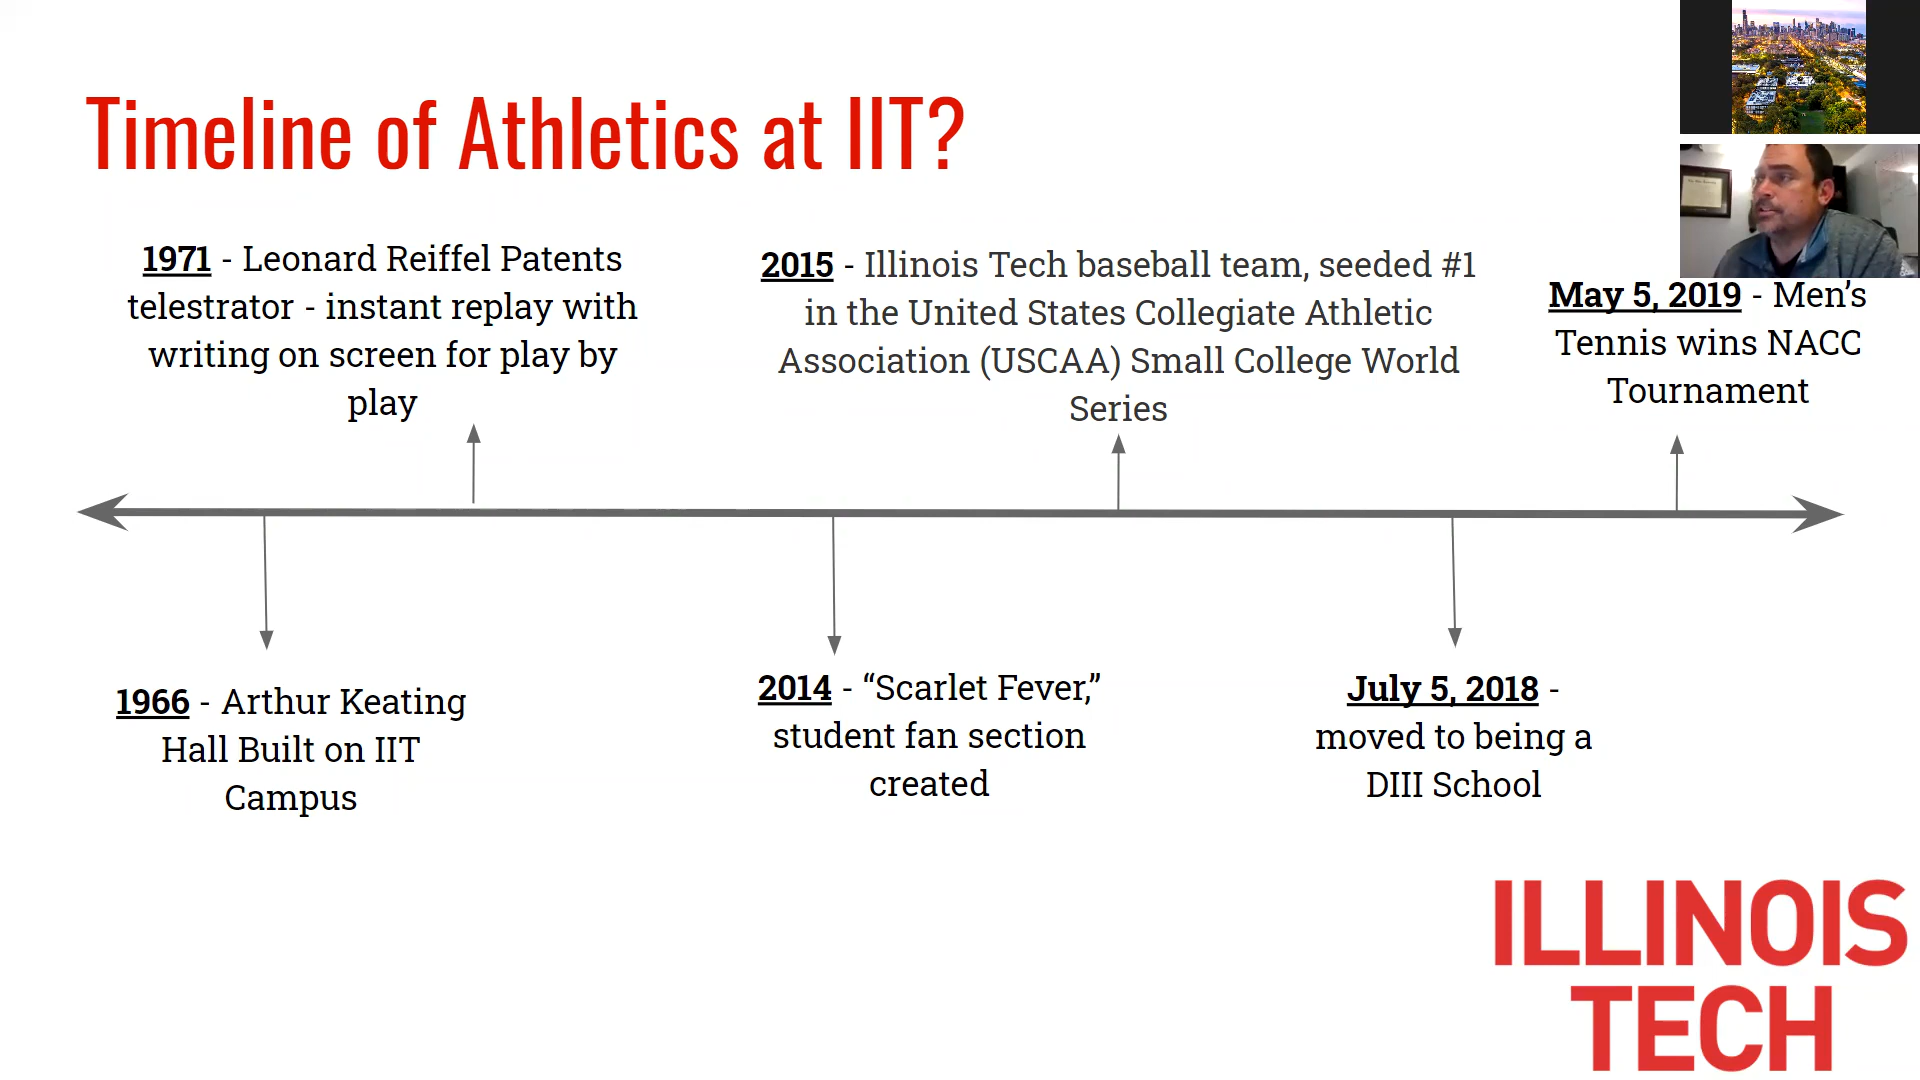 Timeline of Athletics at IIT?
1971 - Leonard Reiffel Patents
telestrator - instant replay with
writing on screen for play by
play
2015 - Illinois Tech baseball team, seeded #1
in the United States Collegiate Athletic
Association (USCAA) Small College World
Series
May 5, 2019 - Men’s
Tennis wins NACC
Tournament
1966 - Arthur Keating
Hall Built on IIT
Campus
2014 - “Scarlet Fever,”
student fan section
created
July 5, 2018 -
moved to being a
DIII School
ILLINOIS
TECH